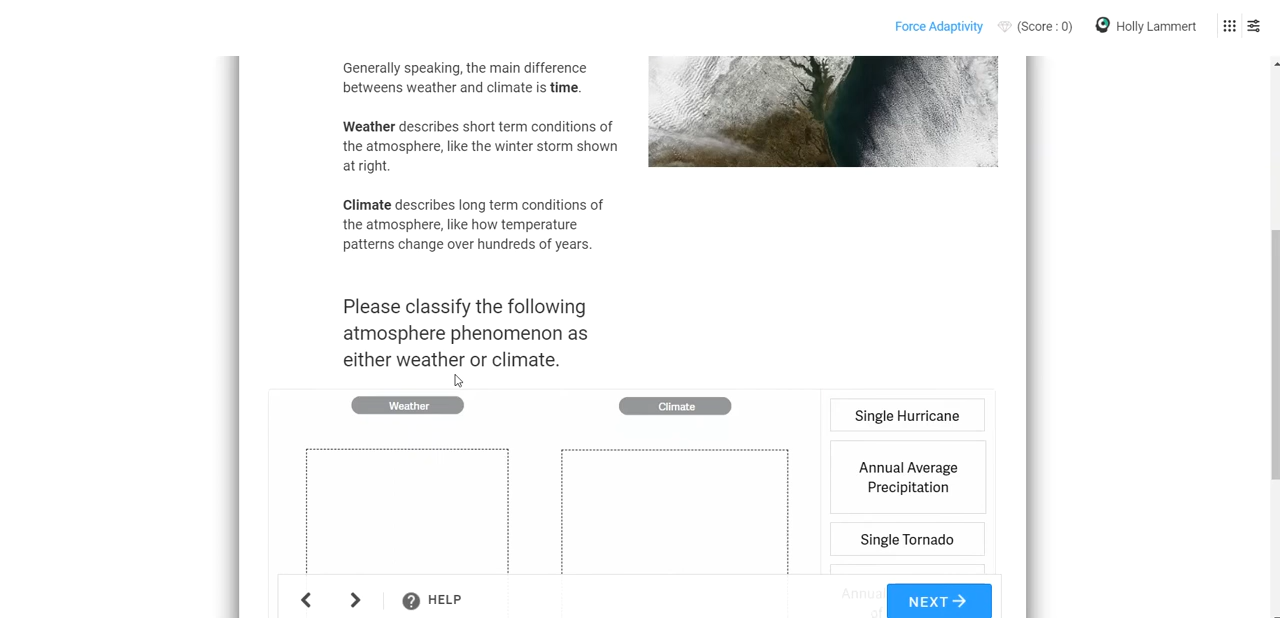 Force Adaptivity (Score : 0) Holly Lammert
Generally speaking, the main difference
betweens weather and climate is time.
Weather describes short term conditions of
the atmosphere, like the winter storm shown
at right.
Climate describes long term conditions of
the atmosphere, like how temperature
patterns change over hundreds of years.
Please classify the following
atmosphere phenomenon as
either weather or climate.
Weather
Climate
Single Hurricane
Annual Average
Precipitation
Single Tornado
Annual
of
? HELP
NEXT